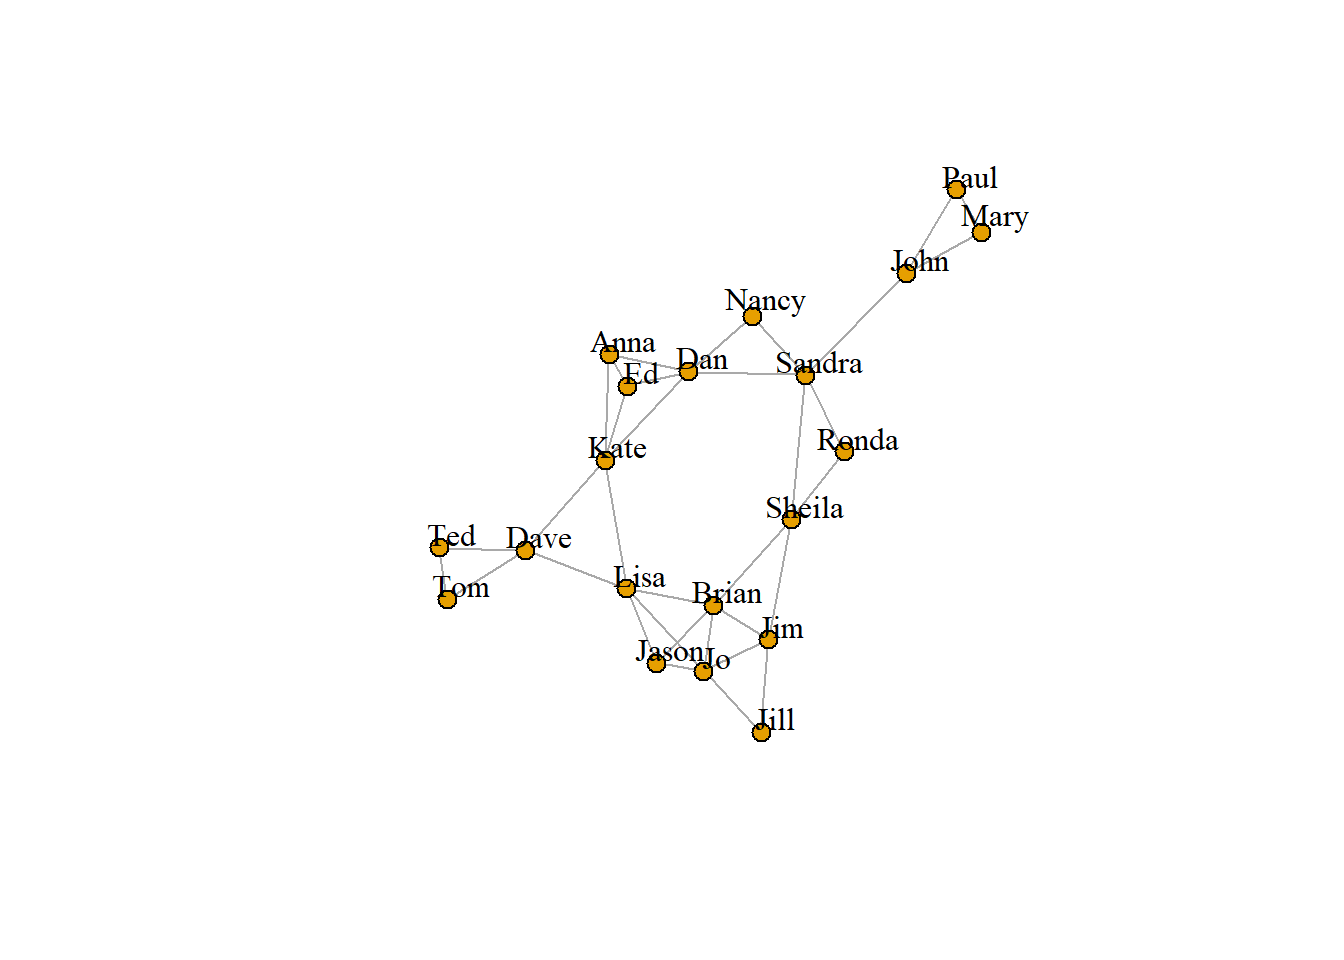 Paul
Mary
John
Nancy
Anna
Dan
Sandra
Ed
Ronda
Kate
Sheila
Ted
Dave
Lisa
Tom
Brian
Jim
Jason
Jo
Jill